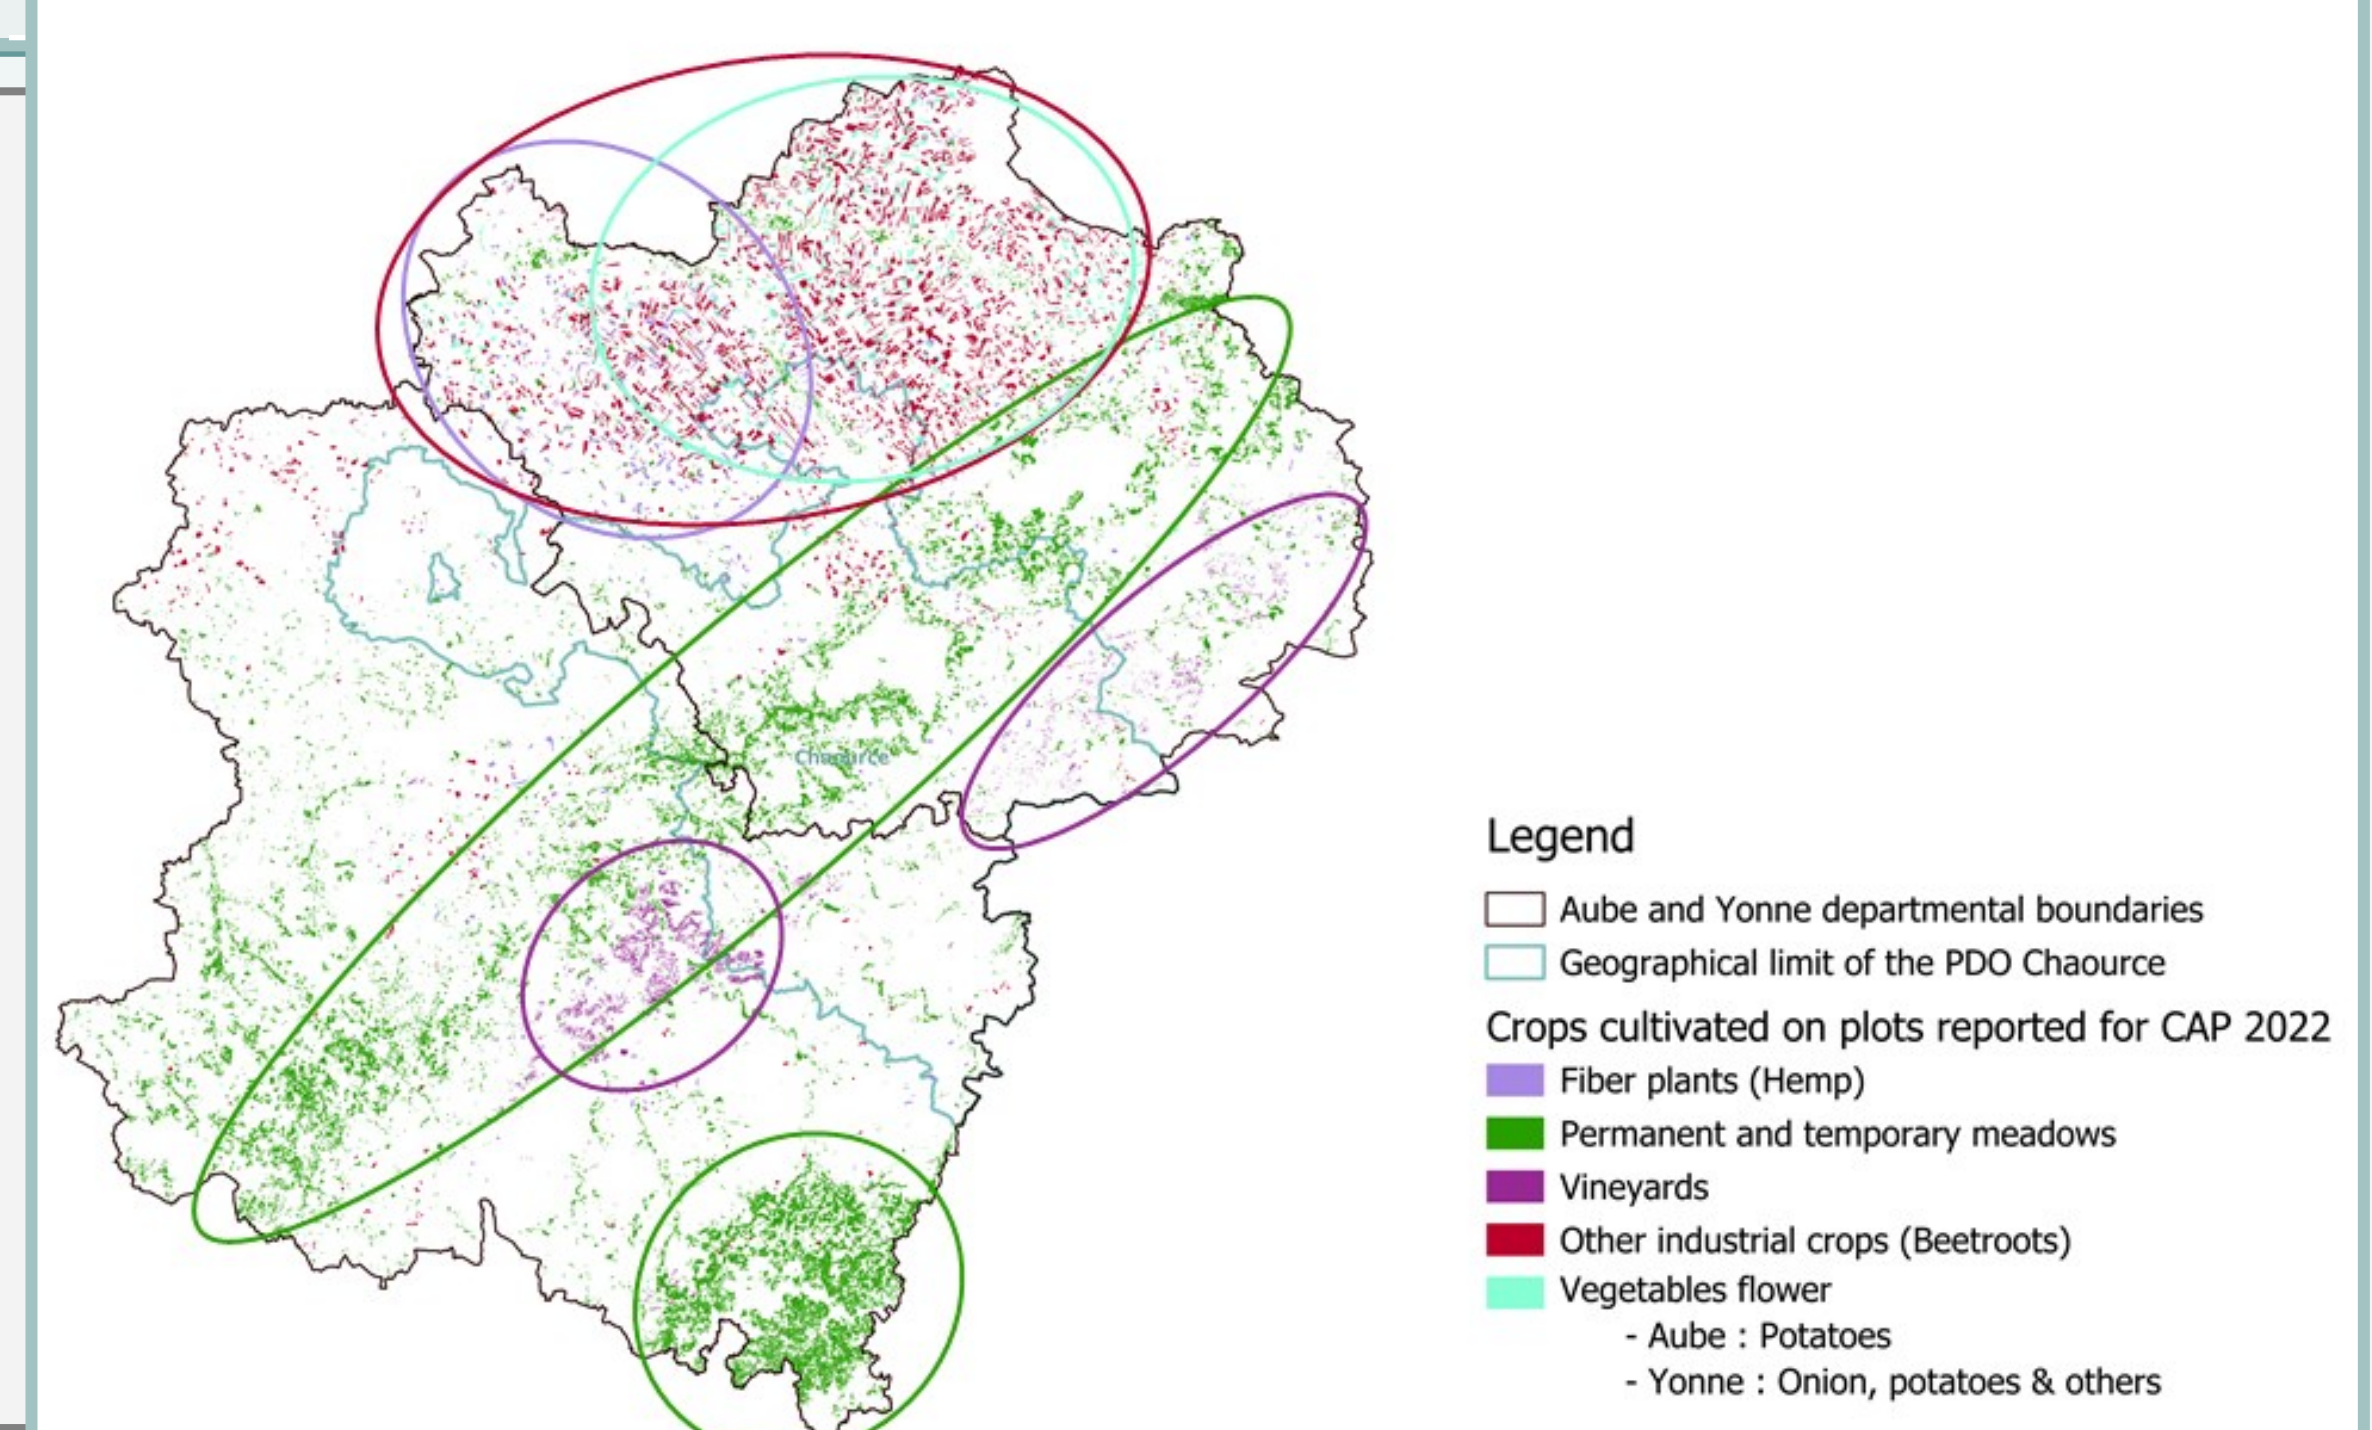 Chaource
Legend
Aube and Yonne departmental boundaries
Geographical limit of the PDO Chaource
Crops cultivated on plots reported for CAP 2022
Fiber plants (Hemp)
Permanent and temporary meadows
Vineyards
Other industrial crops (Beetroots)
Vegetables flower
- Aube : Potatoes
- Yonne : Onion, potatoes & others